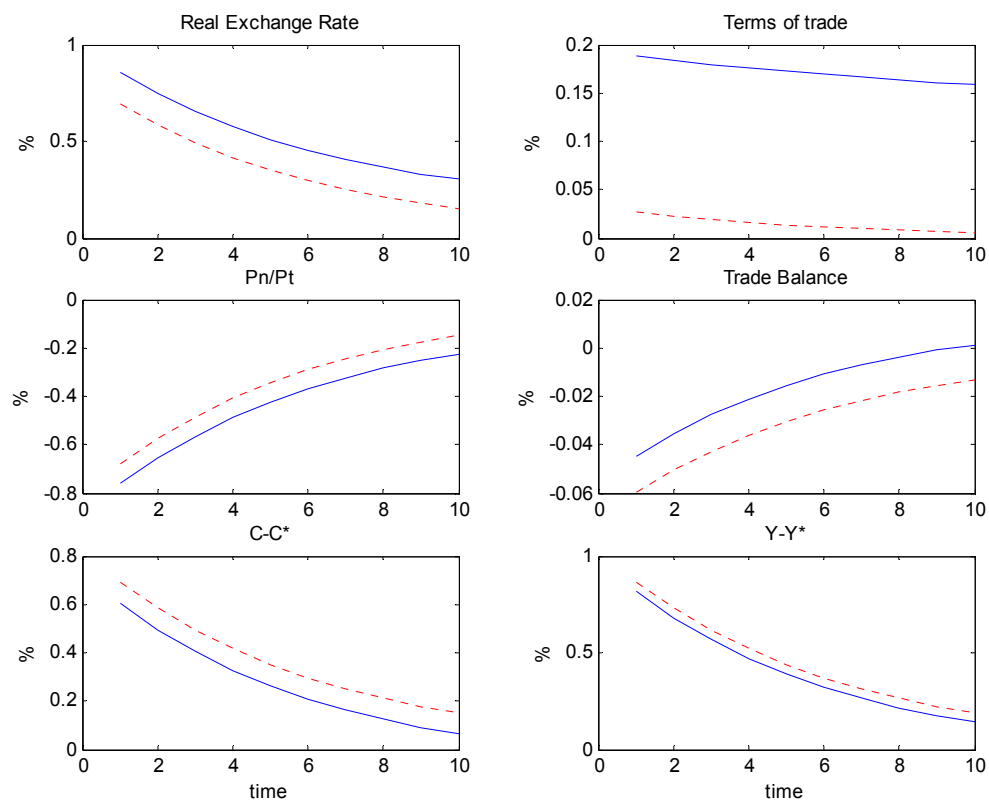 Real Exchange Rate
1
0.5
0
%
0 2 4 6 8 10
Terms of trade
0.2
0.15
0.1
0.05
0
%
0 2 4 6 8 10
Pn/Pt
0
-0.2
-0.4
-0.6
-0.8
%
0 2 4 6 8 10
Trade Balance
0.02
0
-0.02
-0.04
-0.06
%
0 2 4 6 8 10
C-C*
0.8
0.6
0.4
0.2
0
%
0 2 4 6 8 10
time
Y-Y*
1
0.5
0
%
0 2 4 6 8 10
time